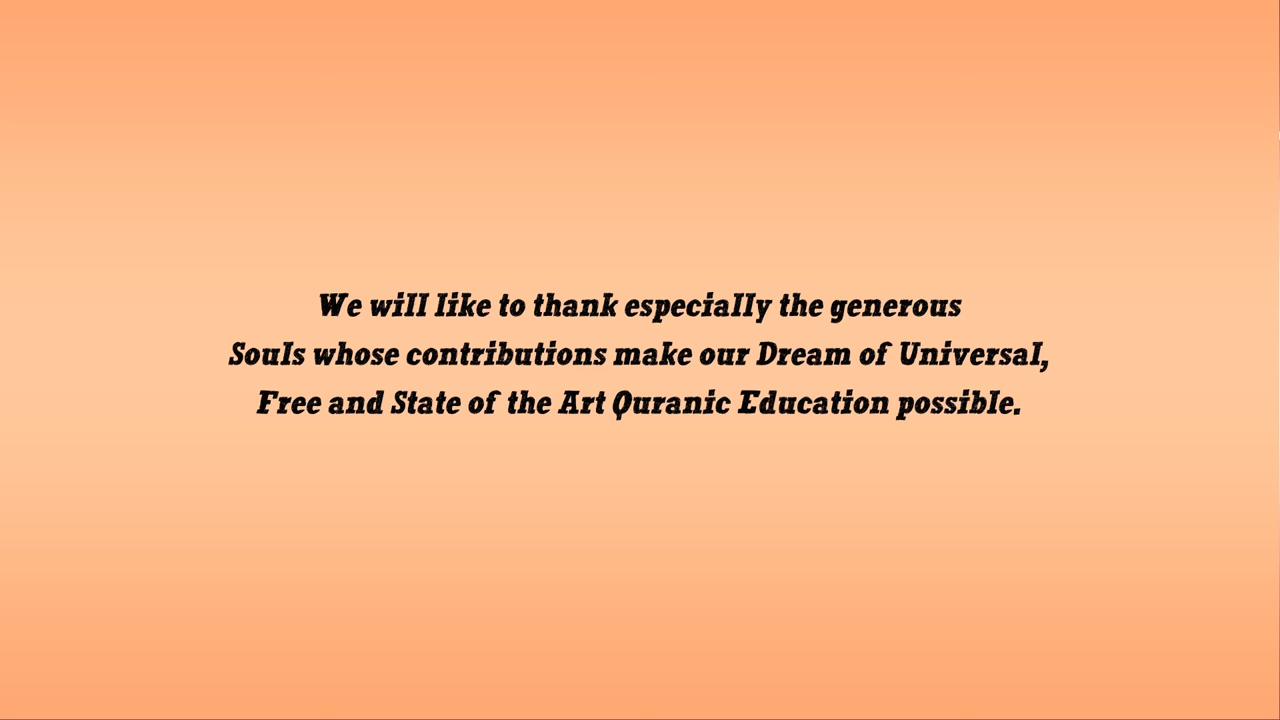 We will like to thank especially the generous
Souls whose contributions make our Dream of Universal,
Free and State of the Art Quranic Education possible.